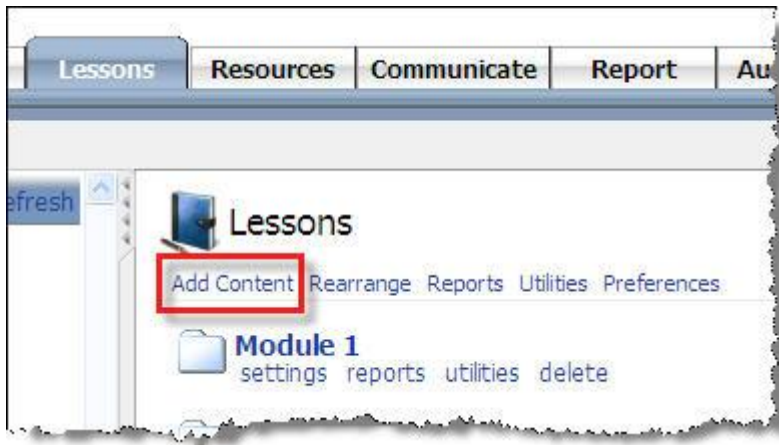 Lessons Resources Communicate Report Au
efresh
Lessons
Add Content Rearrange Reports Utilities Preferences
Module 1
settings reports utilities delete